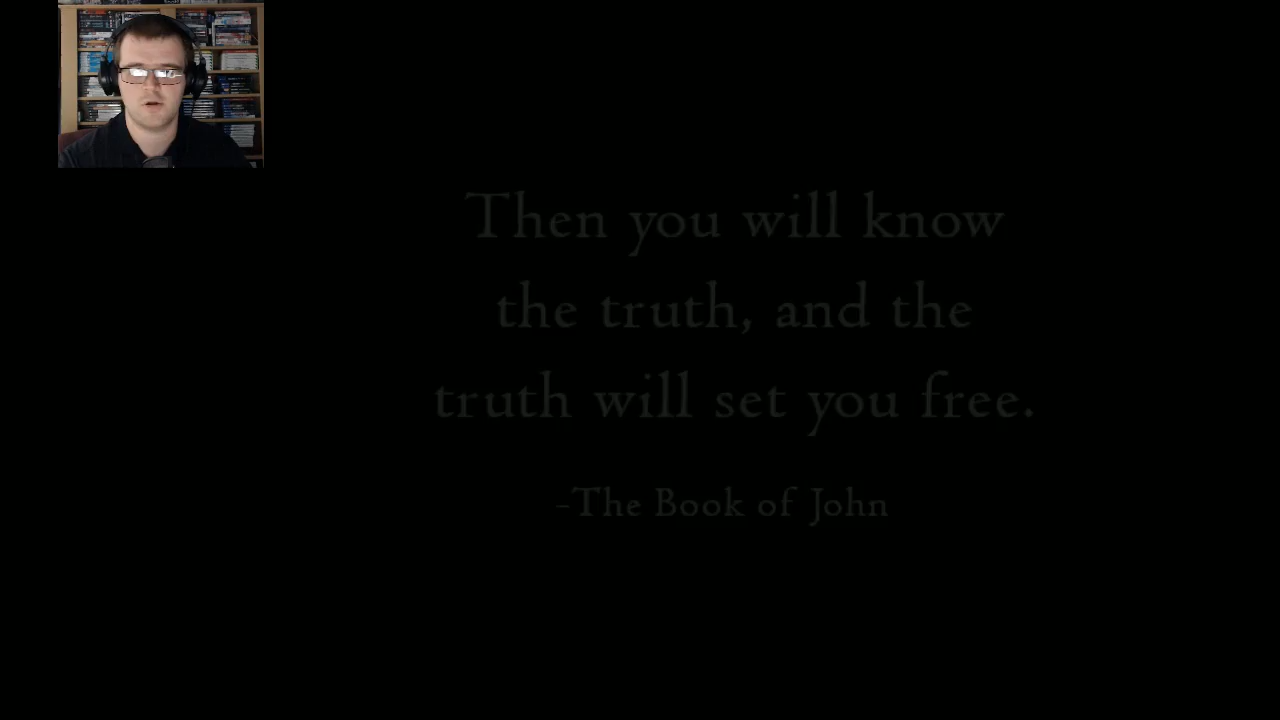 Then you will know
the truth, and the
truth will set you free.
-The Book of John